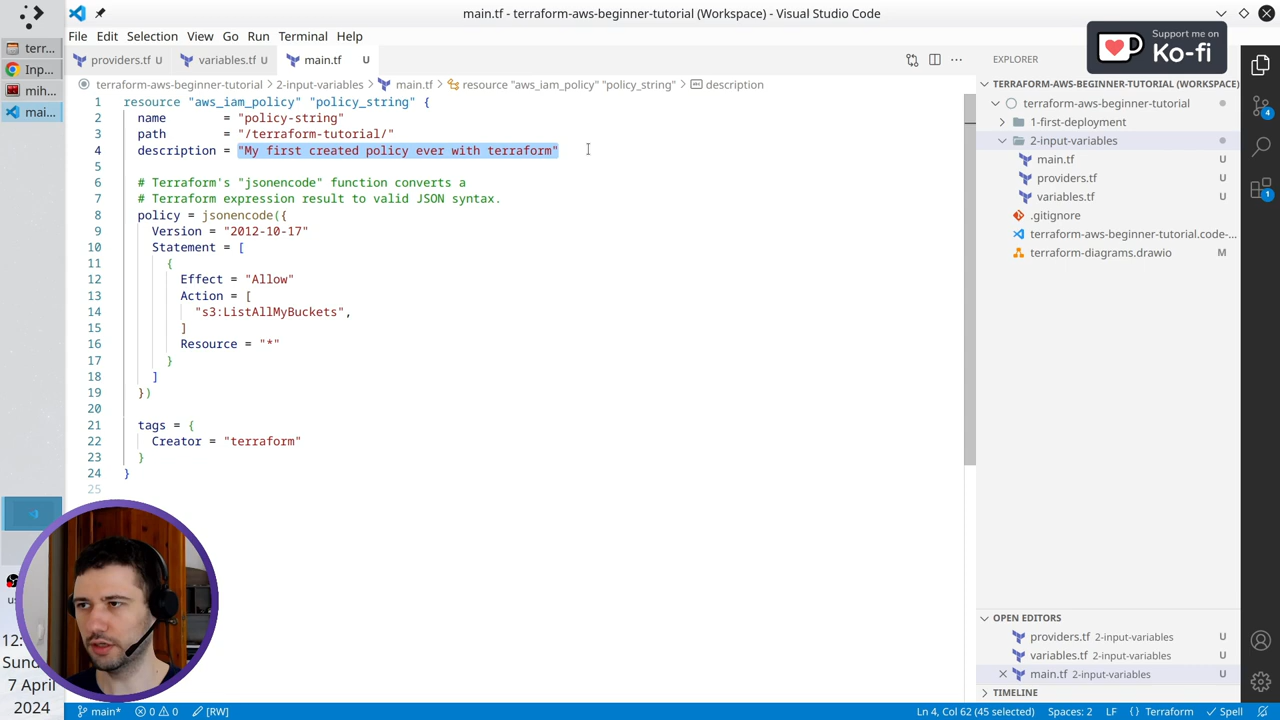 main.tf - terraform-aws-beginner-tutorial (Workspace) - Visual Studio Code
File Edit Selection View Go Run Terminal Help
Support me on
Ko-fi
terr...
Inp...
mih...
mai...
providers.tf U
variables.tf U
main.tf U
terraform-aws-beginner-tutorial > 2-input-variables > main.tf > resource "aws_iam_policy" "policy_string" > description
1 resource "aws_iam_policy" "policy_string" {
2 name = "policy-string"
3 path = "/terraform-tutorial/"
4 description = "My first created policy ever with terraform"
5
6 # Terraform's "jsonencode" function converts a
7 # Terraform expression result to valid JSON syntax.
8 policy = jsonencode({
9 Version = "2012-10-17"
10 Statement = [
11 {
12 Effect = "Allow"
13 Action = [
14 "s3:ListAllMyBuckets",
15 ]
16 Resource = "*"
17 }
18 ]
19 })
20
21 tags = {
22 Creator = "terraform"
23 }
24 }
25
EXPLORER
TERRAFORM-AWS-BEGINNER-TUTORIAL (WORKSPACE)
terraform-aws-beginner-tutorial
1-first-deployment
2-input-variables
main.tf U
providers.tf U
variables.tf U
.gitignore
terraform-aws-beginner-tutorial.code-...
terraform-diagrams.drawio M
4
1
OPEN EDITORS
providers.tf 2-input-variables U
variables.tf 2-input-variables U
main.tf 2-input-variables U
TIMELINE
7 April
2024
main* 0 0 [RW]
Ln 4, Col 62 (45 selected) Spaces: 2 LF {} Terraform Spell